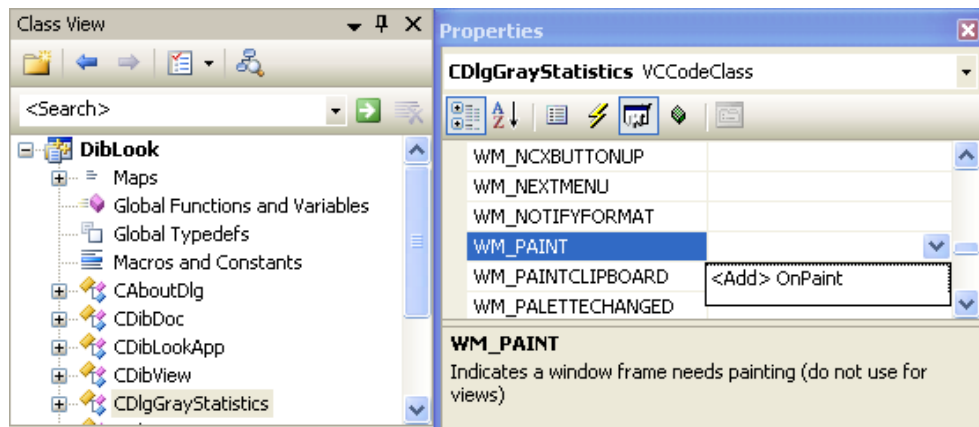 Class View
<Search>
DibLook
Maps
Global Functions and Variables
Global Typedefs
Macros and Constants
CAboutDlg
CDibDoc
CDibLookApp
CDibView
CDlgGrayStatistics
Properties
CDlgGrayStatistics VCCodeClass
WM_NCXBUTTONUP
WM_NEXTMENU
WM_NOTIFYFORMAT
WM_PAINT
WM_PAINTCLIPBOARD
<Add> OnPaint
WM_PALETTECHANGED
WM_PAINT
Indicates a window frame needs painting (do not use for
views)